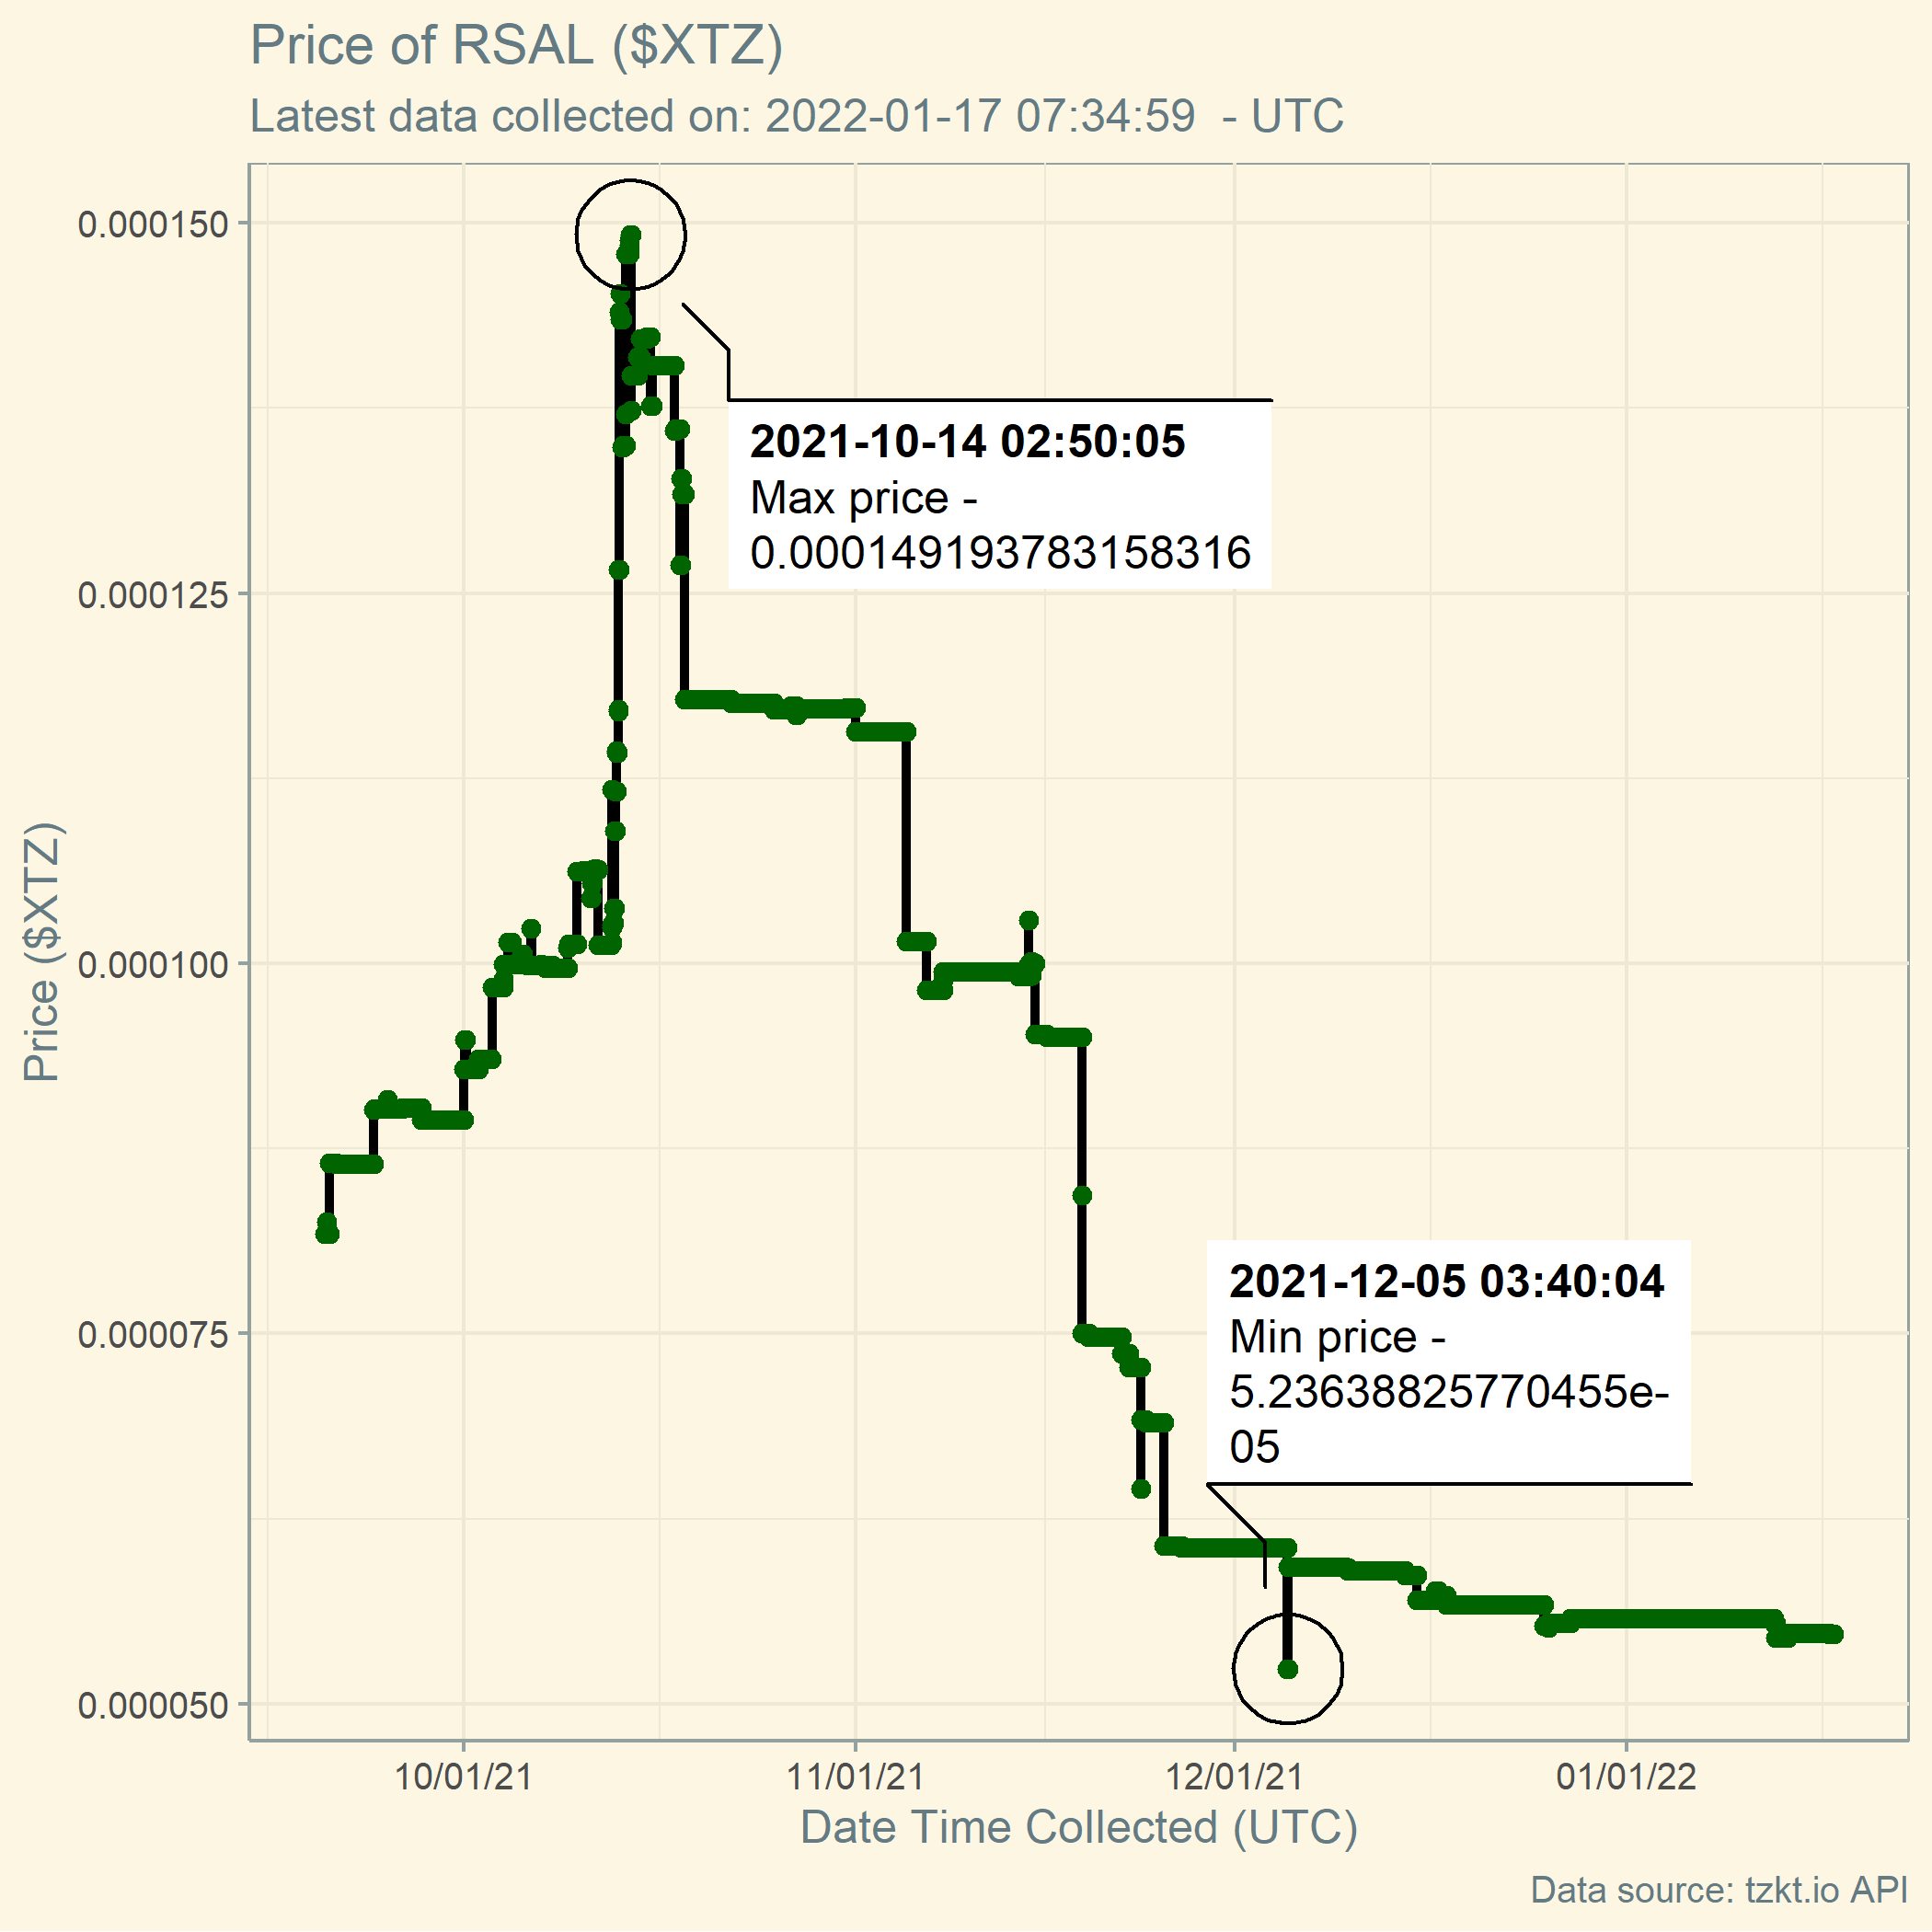 Price of RSAL ($XTZ)
Latest data collected on: 2022-01-17 07:34:59  - UTC
0.000150
0.000125
0.000100
0.000075
0.000050
Price ($XTZ)
2021-10-14 02:50:05
Max price -
0.000149193783158316
2021-12-05 03:40:04
Min price -
5.23638825770455e-
05
10/01/21
11/01/21
12/01/21
01/01/22
Date Time Collected (UTC)
Data source: tzkt.io API